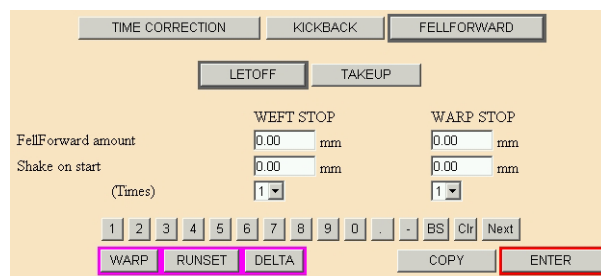 TIME CORRECTION KICKBACK FELLFORWARD
LETOFF TAKEUP
WEFT STOP WARP STOP
FellForward amount 0.00 mm 0.00 mm
Shake on start 0.00 mm 0.00 mm
(Times) 1 1
1 2 3 4 5 6 7 8 9 0 . - BS Clr Next
WARP RUNSET DELTA COPY ENTER